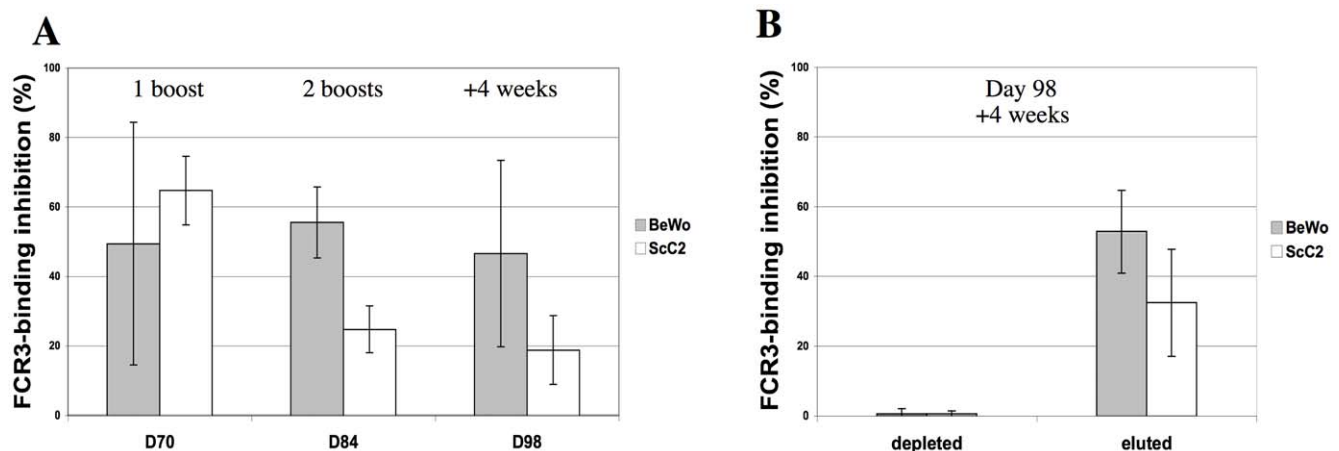 A
FCR3-binding inhibition (%)
100
80
60
40
20
0
1 boost
2 boosts
+4 weeks
D70
D84
D98
BeWo
ScC2
B
FCR3-binding inhibition (%)
100
80
60
40
20
0
Day 98
+4 weeks
depleted
eluted
BeWo
ScC2